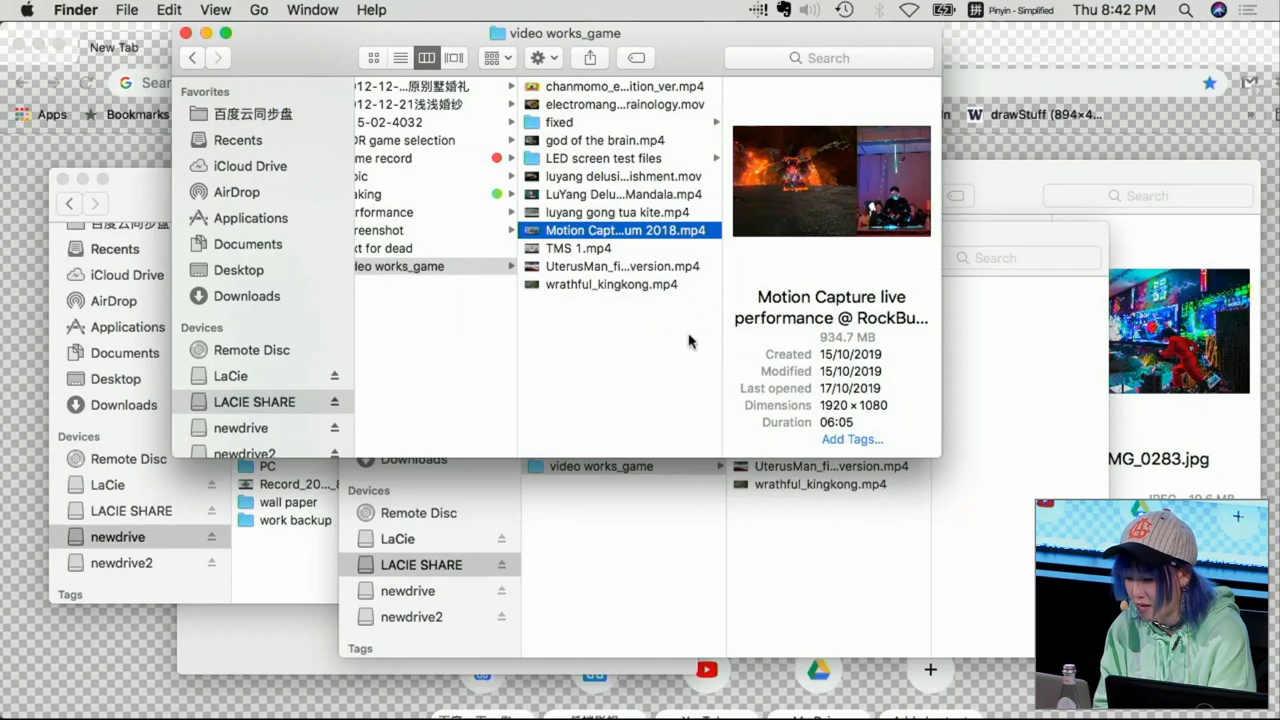 Finder File Edit View Go Window Help
Pinyin - Simplified Thu 8:42 PM
New Tab
Apps
Bookmarks
drawStuff (894×4...
video works_game
Search
Favorites
百度云同步盘
Recents
iCloud Drive
AirDrop
Applications
Documents
Desktop
Downloads
Devices
Remote Disc
LaCie
LACIE SHARE
newdrive
newdrive2
12-12-...原别墅婚礼
12-12-21浅浅婚纱
5-02-4032
R game selection
me record
ic
king
formance
eenshot
xt for dead
eo works_game
chanmomo_e...ition_ver.mp4
electromang...rainology.mov
fixed
god of the brain.mp4
LED screen test files
luyang delusi...ishment.mov
LuYang Delu...Mandala.mp4
luyang gong tua kite.mp4
Motion Capt...um 2018.mp4
TMS 1.mp4
UterusMan_fi...version.mp4
wrathful_kingkong.mp4
Motion Capture live
performance @ RockBu...
934.7 MB
Created 15/10/2019
Modified 15/10/2019
Last opened 17/10/2019
Dimensions 1920 × 1080
Duration 06:05
Add Tags...
Recents
iCloud Drive
AirDrop
Applications
Documents
Desktop
Downloads
Devices
Remote Disc
LaCie
LACIE SHARE
newdrive
newdrive2
Tags
PC
Record_20...
wall paper
work backup
Downloads
Devices
Remote Disc
LaCie
LACIE SHARE
newdrive
newdrive2
Tags
video works_game
UterusMan_fi...version.mp4
wrathful_kingkong.mp4
Search
Search
MG_0283.jpg